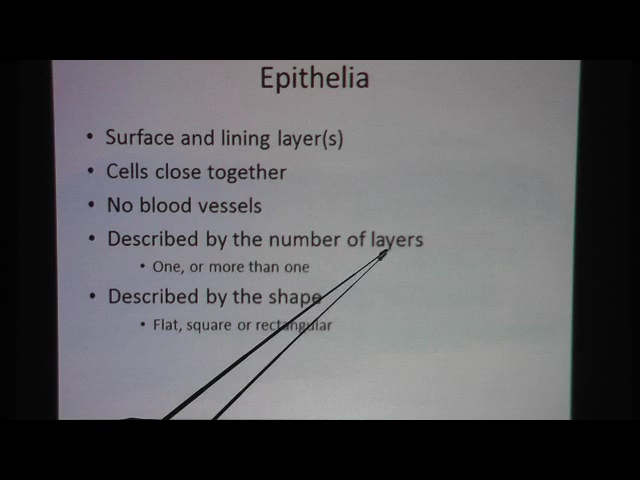 Epithelia
• Surface and lining layer(s)
• Cells close together
• No blood vessels
• Described by the number of layers
• One, or more than one
• Described by the shape
• Flat, square or rectangular